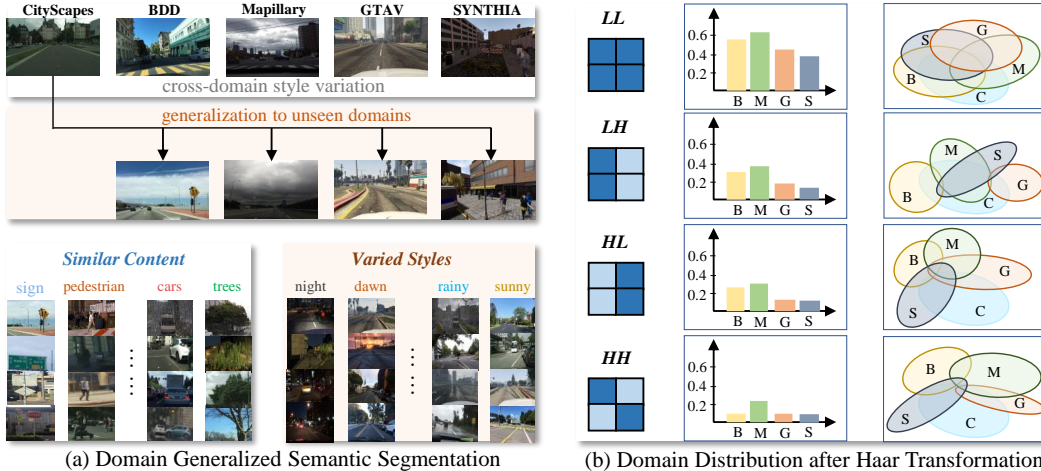 CityScapes BDD Mapillary GTAV SYNTHIA
cross-domain style variation
generalization to unseen domains
Similar Content
sign pedestrian cars trees
Varied Styles
night dawn rainy sunny
(a) Domain Generalized Semantic Segmentation
LL
0.6
0.4
0.2
B M G S
S G B M C
LH
0.6
0.4
0.2
B M G S
M S B G C
HL
0.6
0.4
0.2
B M G S
M B G S C
HH
0.6
0.4
0.2
B M G S
B M S G C
(b) Domain Distribution after Haar Transformation